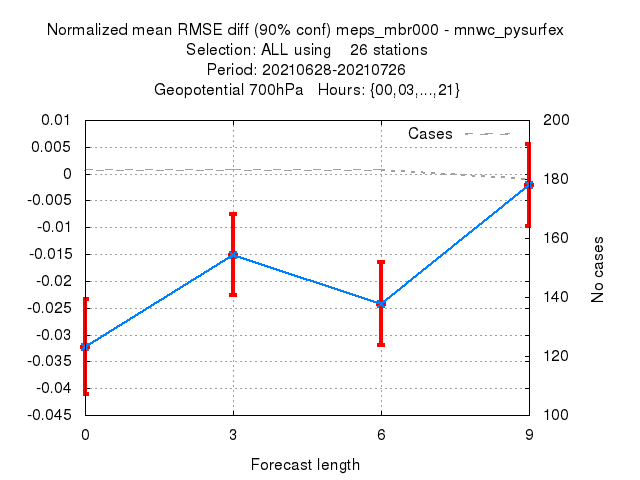 Normalized mean RMSE diff (90% conf) meps_mbr000 - mnwc_pysurfex
Selection: ALL using    26 stations
Period: 20210628-20210726
Geopotential 700hPa   Hours: {00,03,...,21}
0.01
0.005
0
-0.005
-0.01
-0.015
-0.02
-0.025
-0.03
-0.035
-0.04
-0.045
Cases
200
180
160
140
120
100
No cases
0 3 6 9
Forecast length